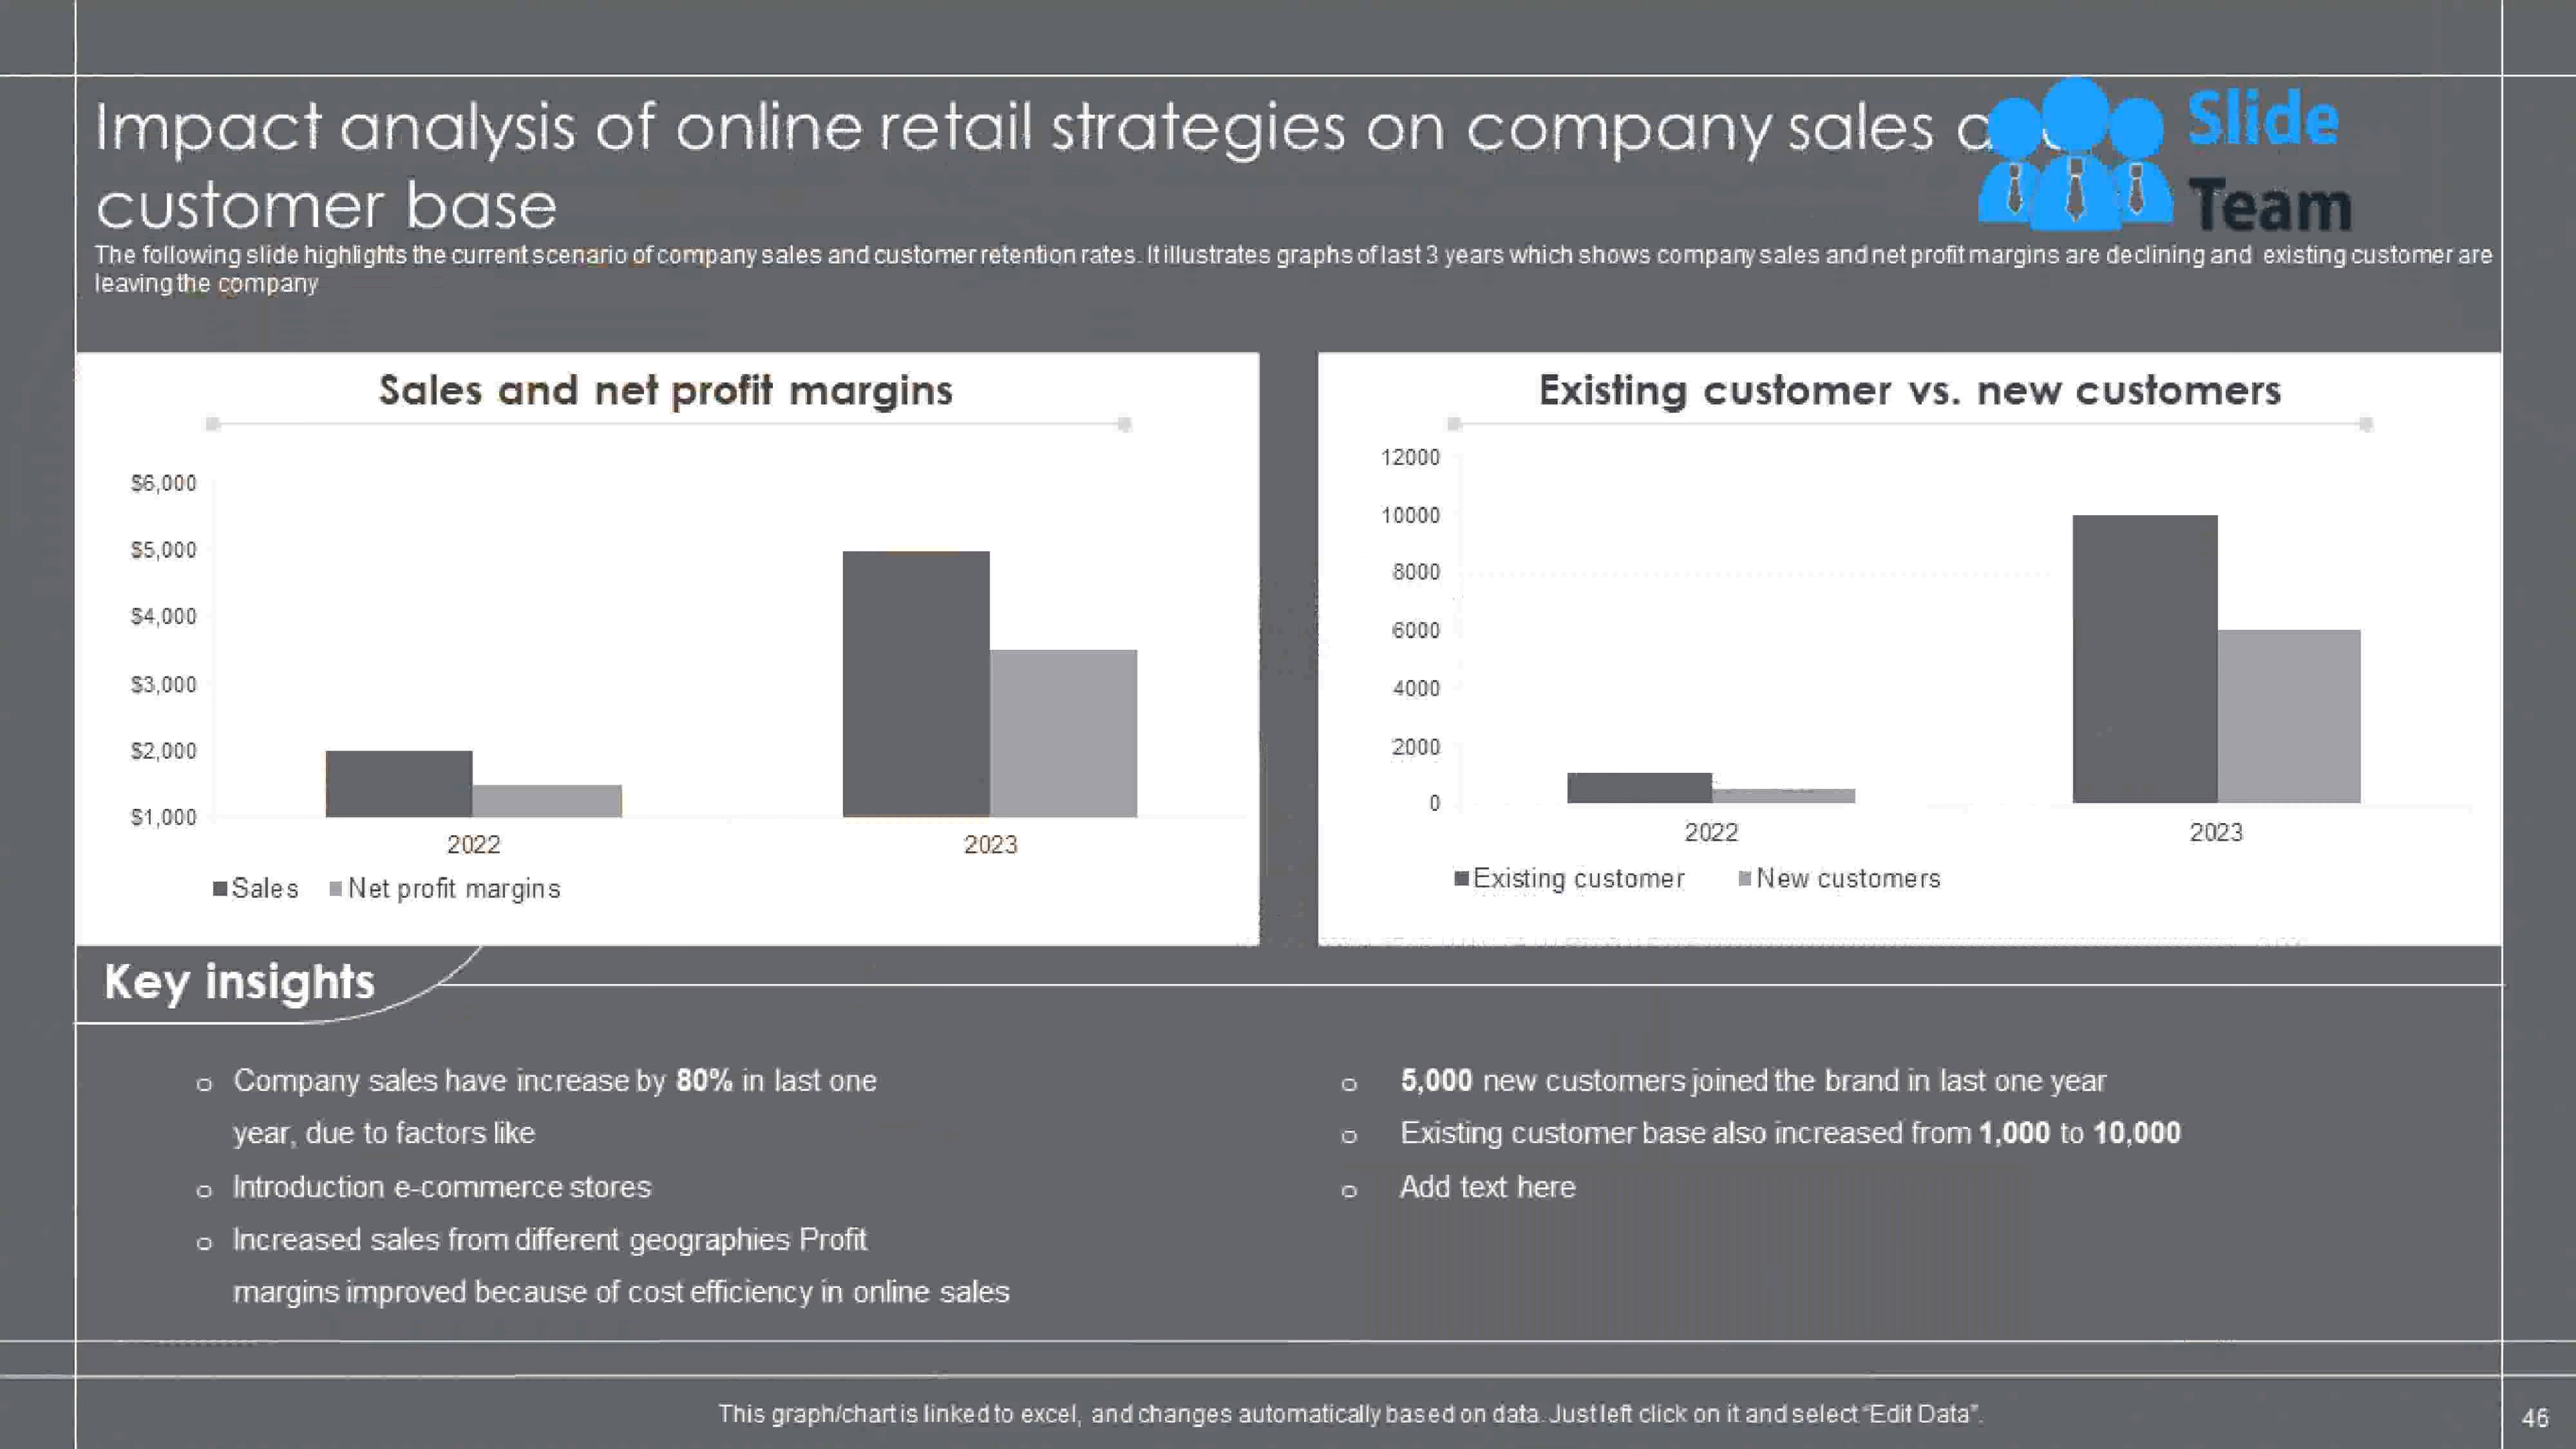 Impact analysis of online retail strategies on company sales
customer base
Slide
Team
The following slide highlights the current scenario of company sales and customer retention rates. It illustrates graphs of last 3 years which shows company sales and net profit margins are declining and existing customer are
leaving the company
Sales and net profit margins
$6,000
$5,000
$4,000
$3,000
$2,000
$1,000
2022 2023
Sales Net profit margins
Existing customer vs. new customers
12000
10000
8000
6000
4000
2000
0
2022 2023
Existing customer New customers
Key insights
Company sales have increase by 80% in last one
year, due to factors like
Introduction e-commerce stores
Increased sales from different geographies Profit
margins improved because of cost efficiency in online sales
5,000 new customers joined the brand in last one year
Existing customer base also increased from 1,000 to 10,000
Add text here
This graph/chart is linked to excel, and changes automatically based on data. Just left click on it and select "Edit Data".
46